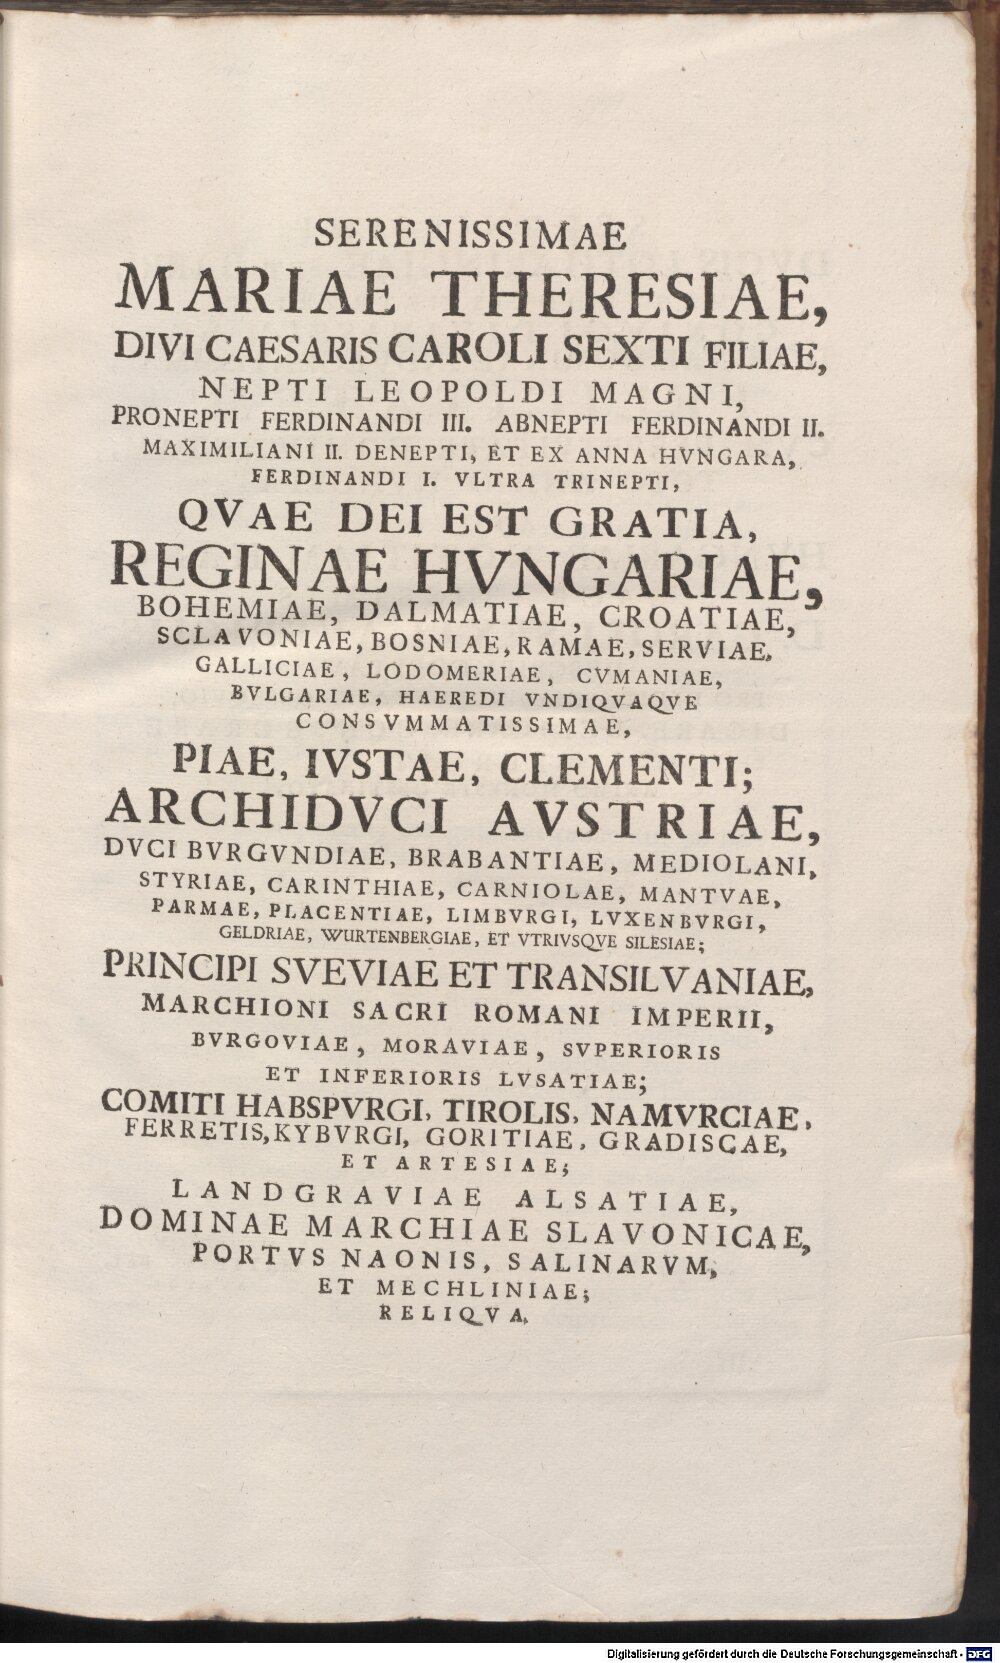 SERENISSIMAE
MARIAE THERESIAE,
DIVI CAESARIS CAROLI SEXTI FILIAE,
NEPTI LEOPOLDI MAGNI,
PRONEPTI FERDINANDI III. ABNEPTI FERDINANDI II.
MAXIMILIANI II. DENEPTI, ET EX ANNA HVNGARA,
FERDINANDI I. VLTRA TRINEPTI,
QVAE DEI EST GRATIA,
REGINAE HVNGARIAE,
BOHEMIAE, DALMATIAE, CROATIAE,
SCLAVONIAE, BOSNIAE, RAMAE, SERVIAE,
GALLICIAE, LODOMERIAE, CVMANIAE,
BVLGARIAE, HAEREDI VNDIQVAQVE
CONSVMMATISSIMAE,
PIAE, IVSTAE, CLEMENTI;
ARCHIDVCI AVSTRIAE,
DVCI BVRGVNDIAE, BRABANTIAE, MEDIOLANI,
STYRIAE, CARINTHIAE, CARNIOLAE, MANTVAE,
PARMAE, PLACENTIAE, LIMBVRGI, LVXENBVRGI,
GELDRIAE, WURTENBERGIAE, ET VTRIVSQVE SILESIAE;
PRINCIPI SVEVIAE ET TRANSILVANIAE,
MARCHIONI SACRI ROMANI IMPERII,
BVRGOVIAE, MORAVIAE, SVPERIORIS
ET INFERIORIS LVSATIAE;
COMITI HABSPVRGI, TIROLIS, NAMVRCIAE,
FERRETIS, KYBVRGI, GORITIAE, GRADISCAE,
ET ARTESIAE;
LANDGRAVIAE ALSATIAE,
DOMINAE MARCHIAE SLAVONICAE,
PORTVS NAONIS, SALINARVM,
ET MECHLINIAE;
RELIQVA.
Digitalisierung gefördert durch die Deutsche Forschungsgemeinschaft - DFG